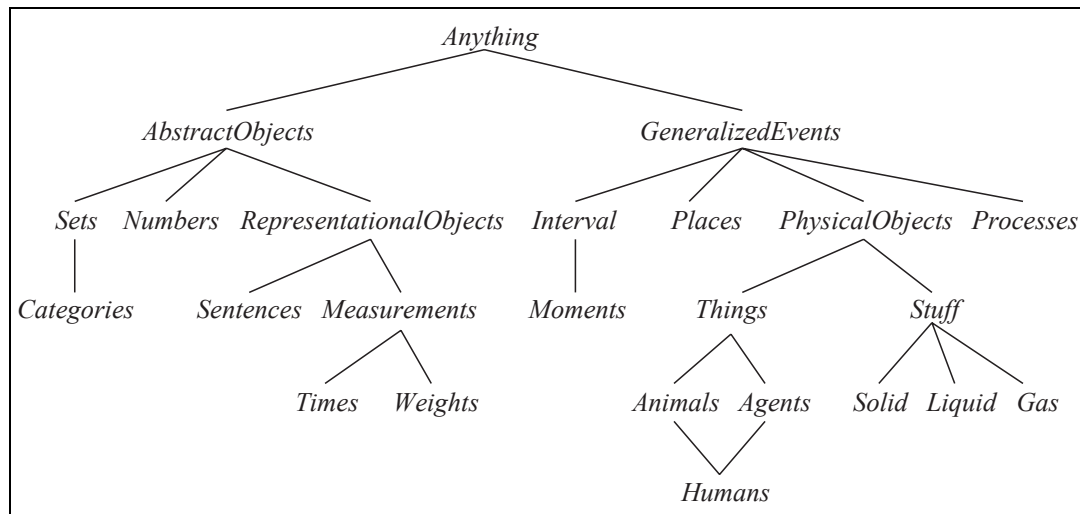 Anything
AbstractObjects GeneralizedEvents
Sets Numbers RepresentationalObjects Interval Places PhysicalObjects Processes
Categories Sentences Measurements Moments Things Stuff
Times Weights Animals Agents Solid Liquid Gas
Humans